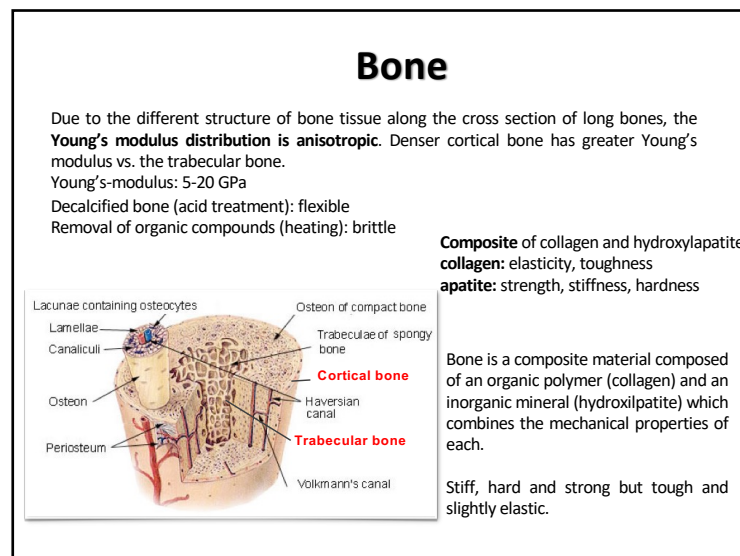 Bone
Due to the different structure of bone tissue along the cross section of long bones, the
Young's modulus distribution is anisotropic. Denser cortical bone has greater Young's
modulus vs. the trabecular bone.
Young's-modulus: 5-20 GPa
Decalcified bone (acid treatment): flexible
Removal of organic compounds (heating): brittle
Composite of collagen and hydroxylapatite
collagen: elasticity, toughness
apatite: strength, stiffness, hardness
Lacunae containing osteocytes
Lamellae
Canaliculi
Osteon
Periosteum
Osteon of compact bone
Trabeculae of spongy
bone
Cortical bone
Haversian
canal
Trabecular bone
Volkmann's canal
Bone is a composite material composed
of an organic polymer (collagen) and an
inorganic mineral (hydroxilpatite) which
combines the mechanical properties of
each.
Stiff, hard and strong but tough and
slightly elastic.